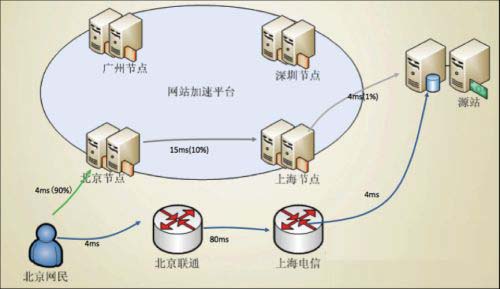 广州节点
深圳节点
网站加速平台
源站
4ms(1%)
15ms(10%)
北京节点
上海节点
4ms(90%)
4ms
4ms
80ms
北京网民
北京联通
上海电信